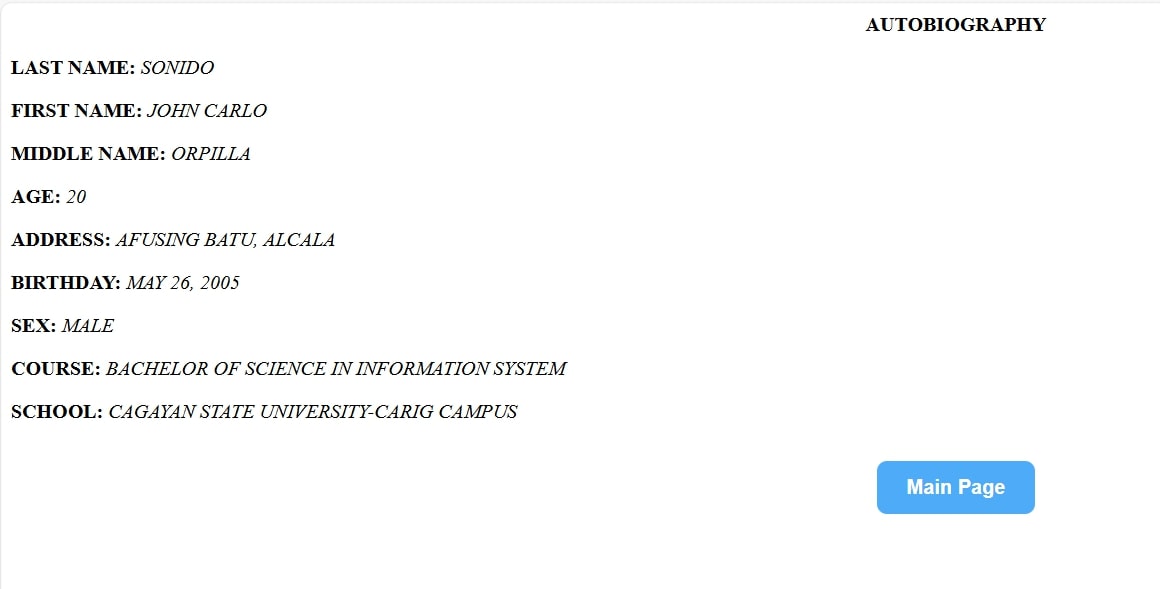 AUTOBIOGRAPHY
LAST NAME: SONIDO
FIRST NAME: JOHN CARLO
MIDDLE NAME: ORPILLA
AGE: 20
ADDRESS: AFUSING BATU, ALCALA
BIRTHDAY: MAY 26, 2005
SEX: MALE
COURSE: BACHELOR OF SCIENCE IN INFORMATION SYSTEM
SCHOOL: CAGAYAN STATE UNIVERSITY-CARIG CAMPUS
Main Page